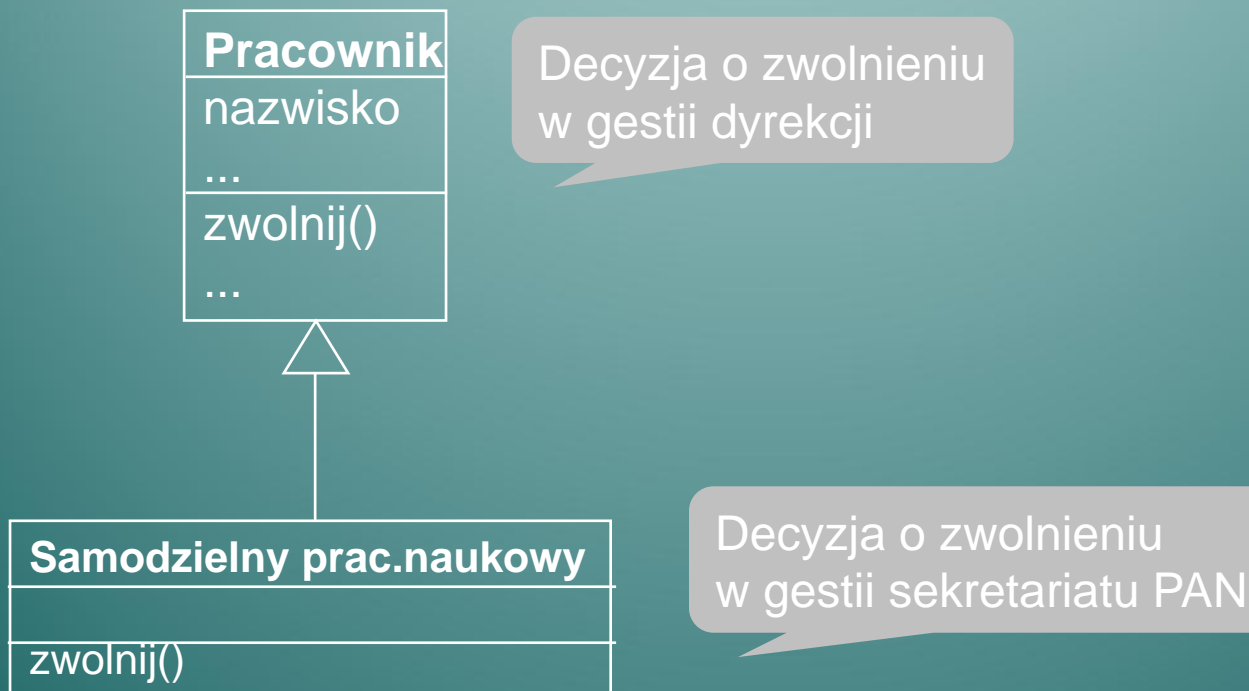 Pracownik
nazwisko
...
zwolnij()
...
Decyzja o zwolnieniu
w gestii dyrekcji
Samodzielny prac.naukowy
zwolnij()
Decyzja o zwolnieniu
w gestii sekretariatu PAN